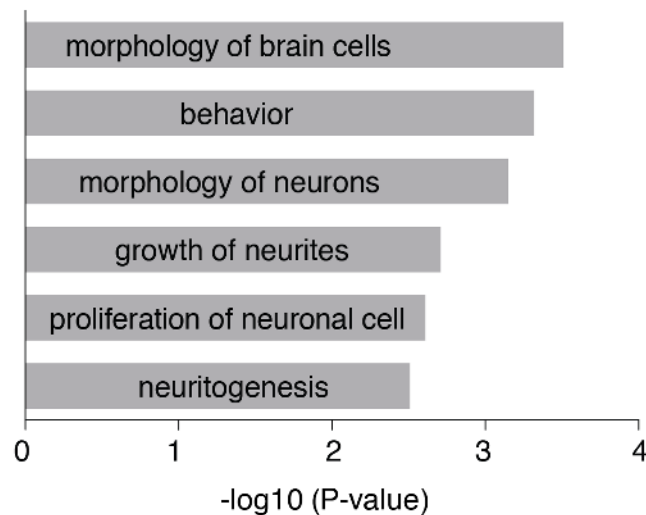 morphology of brain cells
behavior
morphology of neurons
growth of neurites
proliferation of neuronal cell
neuritogenesis
0 1 2 3 4
-log10 (P-value)